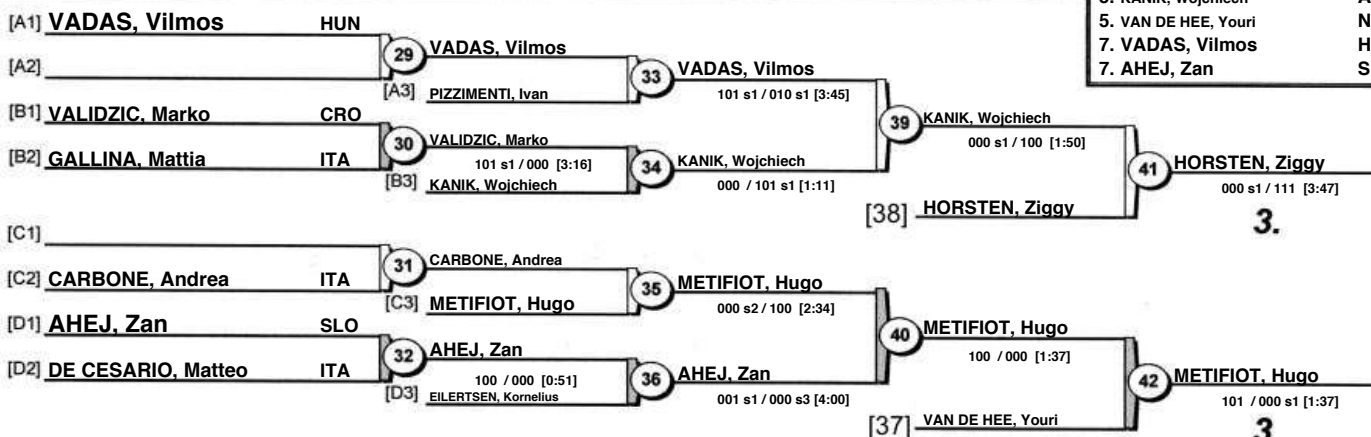 3. KANIK, Wojchiech A
5. VAN DE HEE, Youri N
7. VADAS, Vilmos H
7. AHEJ, Zan S
[A1] VADAS, Vilmos HUN
29 VADAS, Vilmos
[A2]
33 VADAS, Vilmos
[A3] PIZZIMENTI, Ivan
101 s1 / 010 s1 [3:45]
[B1] VALIDZIC, Marko CRO
39 KANIK, Wojchiech
30 VALIDZIC, Marko
000 s1 / 100 [1:50]
[B2] GALLINA, Mattia ITA
101 s1 / 000 [3:16]
34 KANIK, Wojchiech
41 HORSTEN, Ziggy
[B3] KANIK, Wojchiech
000 / 101 s1 [1:11]
000 s1 / 111 [3:47]
[38] HORSTEN, Ziggy
3.
[C1]
31 CARBONE, Andrea
[C2] CARBONE, Andrea ITA
35 METIFIOT, Hugo
[C3] METIFIOT, Hugo
000 s2 / 100 [2:34]
[D1] AHEJ, Zan SLO
40 METIFIOT, Hugo
32 AHEJ, Zan
100 / 000 [1:37]
[D2] DE CESARIO, Matteo ITA
100 / 000 [0:51]
36 AHEJ, Zan
42 METIFIOT, Hugo
[D3] EILERTSEN, Kornelius
001 s1 / 000 s3 [4:00]
101 / 000 s1 [1:37]
[37] VAN DE HEE, Youri
3